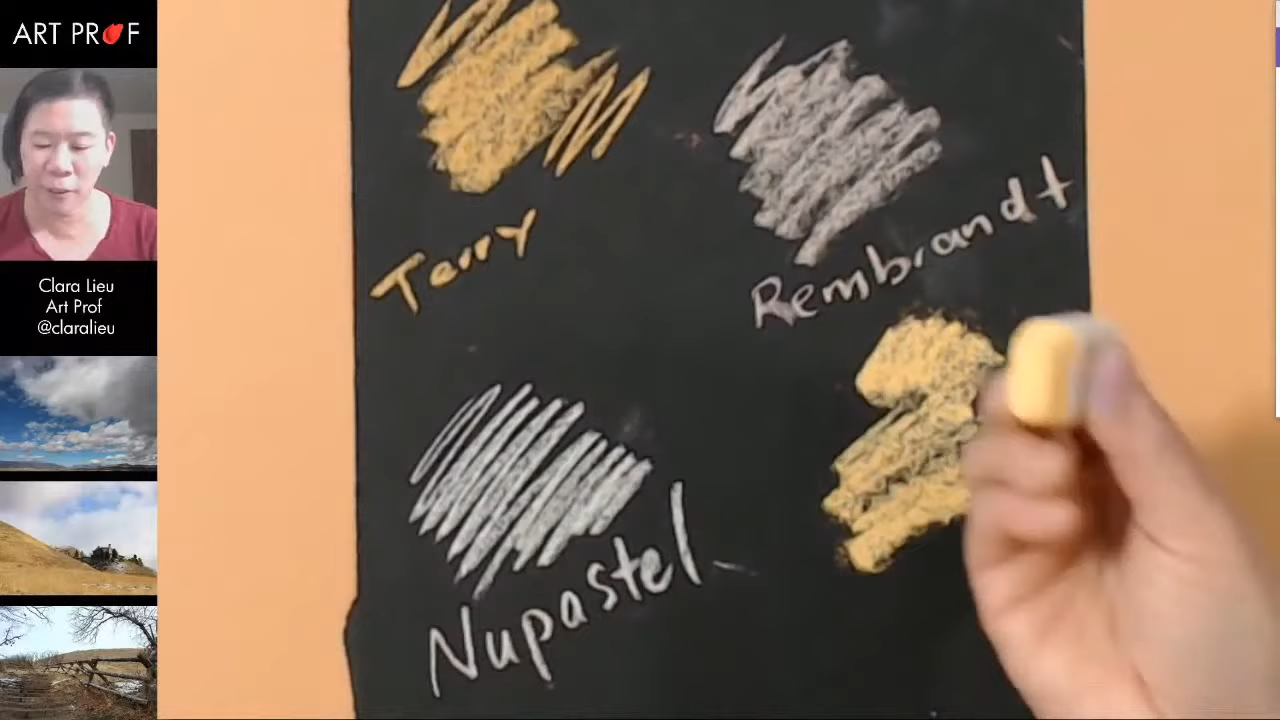 ART PROF
Clara Lieu
Art Prof
@claralieu
Terry
Rembrandt
Nupastel